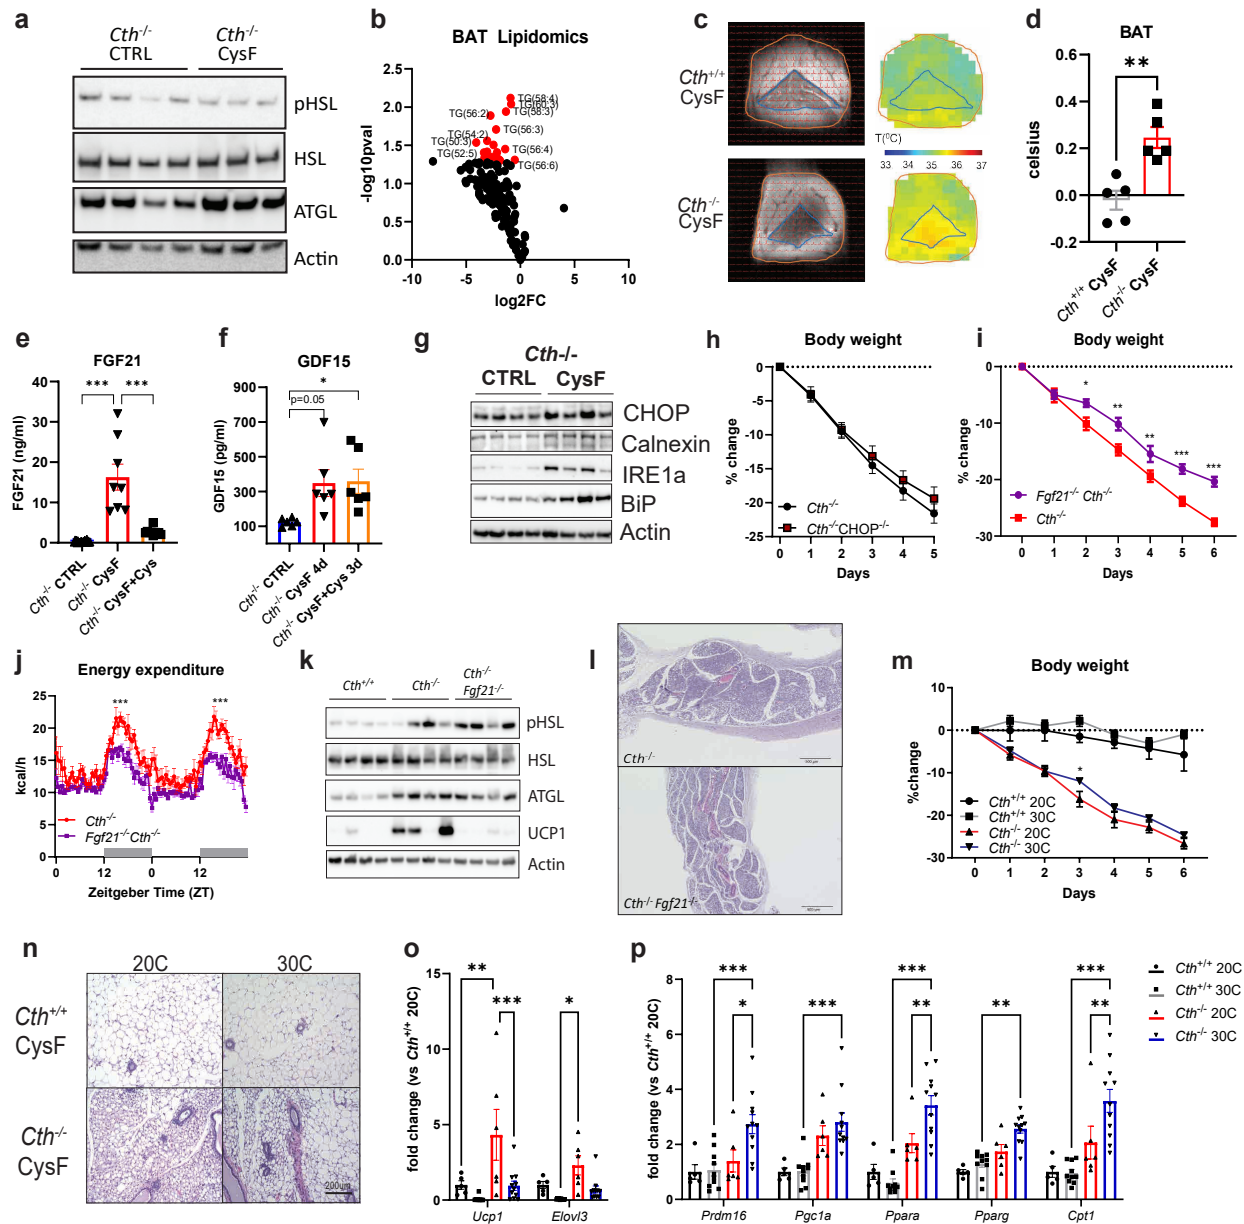 a
Cth-/-
CTRL
Cth-/-
CysF
pHSL
HSL
ATGL
Actin
b
BAT Lipidomics
2.5
2.0
1.5
1.0
0.5
0.0
-log10pval
-10
-5
0
5
10
log2FC
TG(58:4)
TG(60:3)
TG(58:3)
TG(56:2)
TG(56:3)
TG(54:2)
TG(50:3)
TG(56:4)
TG(52:5)
TG(56:6)
c
Cth+/+
CysF
Cth-/-
CysF
T(0C)
33 34 35 36 37
d
BAT
**
0.6
0.4
0.2
0.0
-0.2
celsius
Cth+/+ CysF
Cth-/- CysF
e
FGF21
*** ***
40
30
20
10
0
FGF21 (ng/ml)
Cth-/- CTRL
Cth-/- CysF
Cth-/- CysF+Cys
f
GDF15
*
p=0.05
900
700
500
300
100
GDF15 (pg/ml)
Cth-/- CTRL
Cth-/- CysF 4d
Cth-/- CysF+Cys 3d
g
Cth-/-
CTRL CysF
CHOP
Calnexin
IRE1a
BiP
Actin
h
Body weight
0
-5
-10
-15
-20
-25
% change
Cth-/-
Cth-/-CHOP-/-
0 1 2 3 4 5
Days
i
Body weight
0
-10
-20
-30
% change
* ** ** *** ***
Fgf21-/- Cth-/-
Cth-/-
0 1 2 3 4 5 6
Days
j
Energy expenditure
*** ***
25
20
15
10
5
0
kcal/h
Cth-/-
Fgf21-/-Cth-/-
0 12 0 12
Zeitgeber Time (ZT)
k
Cth+/+
Cth-/-
Cth-/-
Fgf21-/-
pHSL
HSL
ATGL
UCP1
Actin
l
Cth-/-
Cth-/- Fgf21-/-
m
Body weight
10
0
-10
-20
-30
%change
*
Cth+/+ 20C
Cth+/+ 30C
Cth-/- 20C
Cth-/- 30C
0 1 2 3 4 5 6
Days
n
20C 30C
Cth+/+
CysF
Cth-/-
CysF
200μm
o
15
10
5
0
fold change (vs Cth+/+ 20C)
** *** *
Ucp1 Elovl3
p
8
6
4
2
0
fold change (vs Cth+/+ 20C)
*** * *** *** ** ** *** **
Prdm16 Pgc1a Ppara Pparg Cpt1
Cth+/+ 20C
Cth+/+ 30C
Cth-/- 20C
Cth-/- 30C